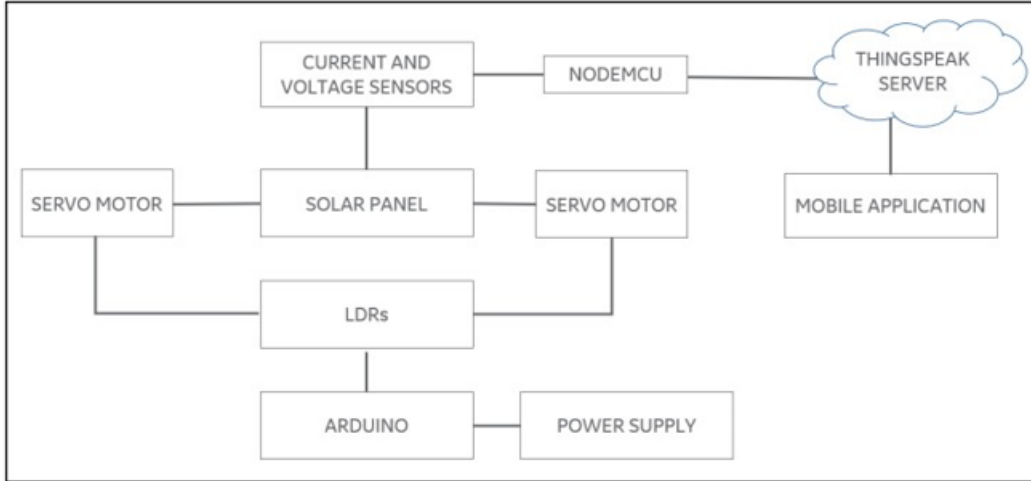 CURRENT AND
VOLTAGE SENSORS
NODEMCU
THINGSPEAK
SERVER
SERVO MOTOR
SOLAR PANEL
SERVO MOTOR
MOBILE APPLICATION
LDRs
ARDUINO
POWER SUPPLY